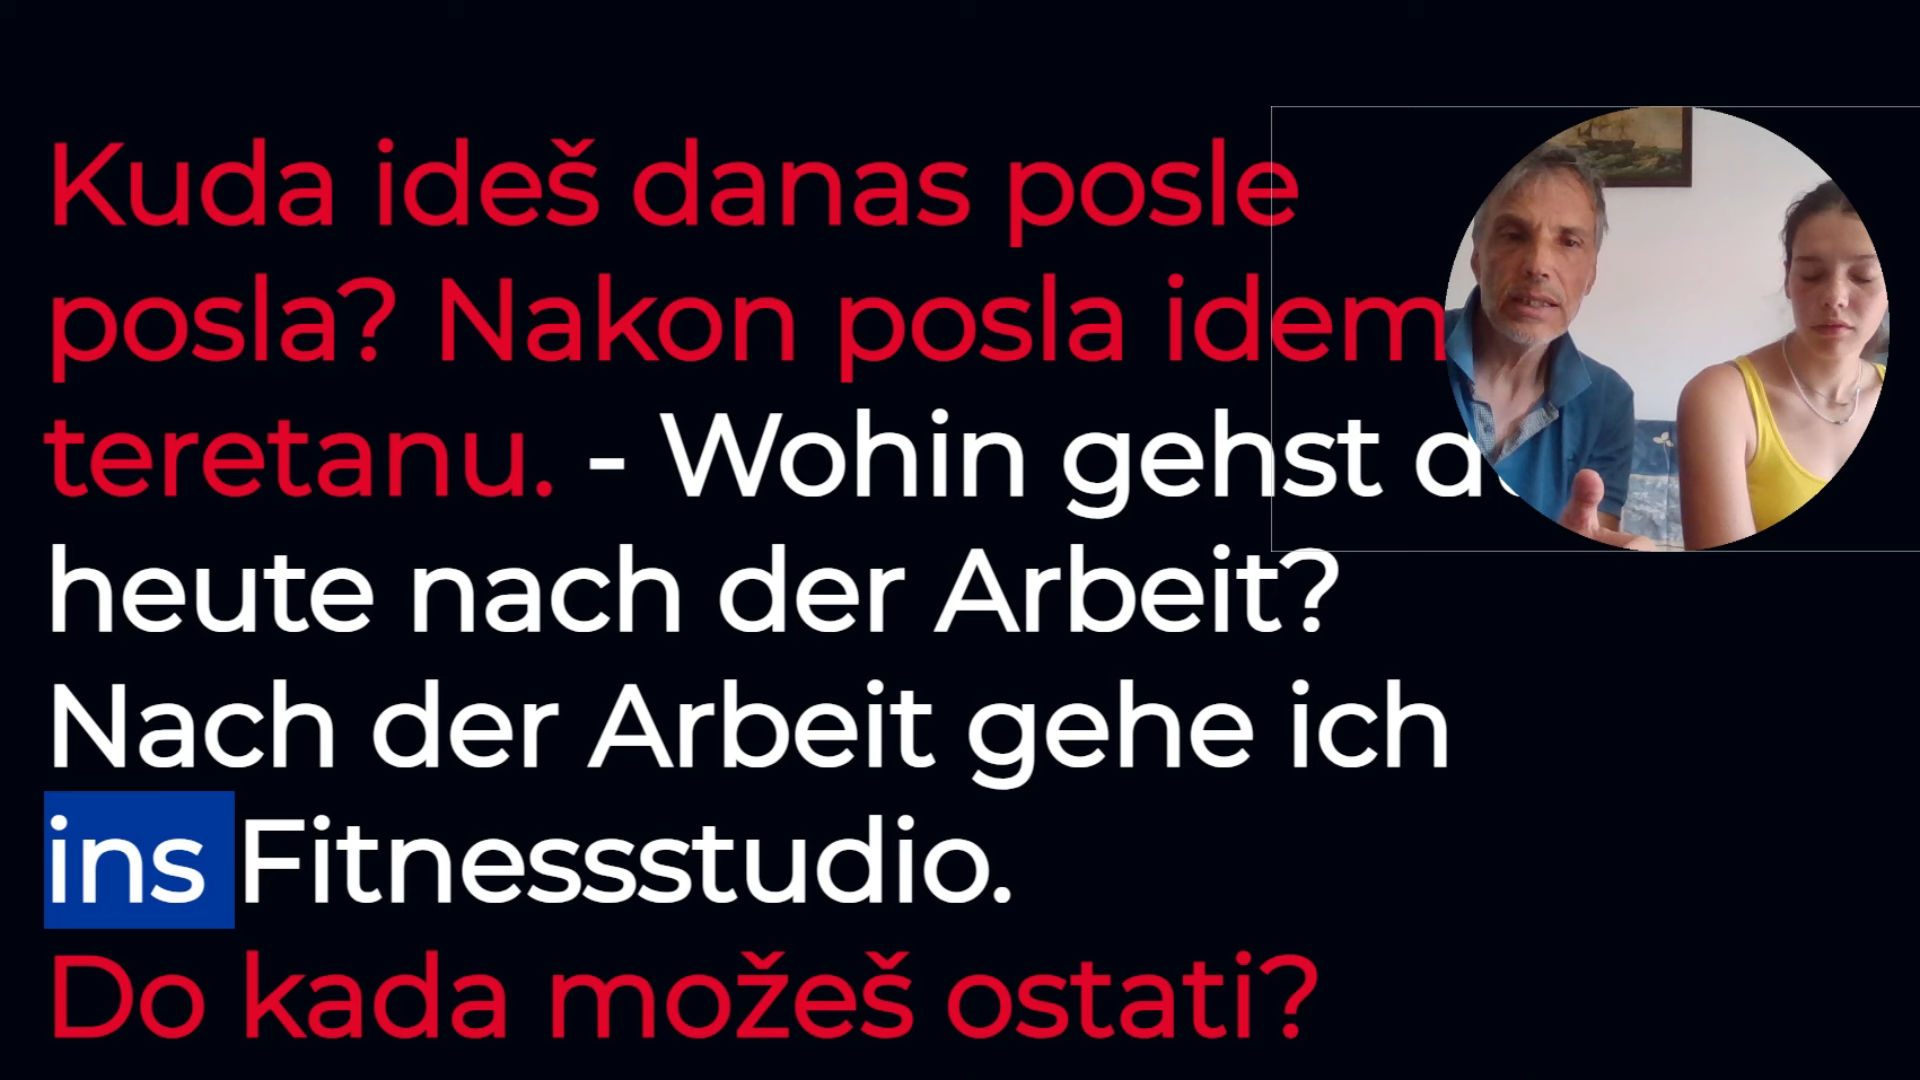 Kuda ideš danas posle
posla? Nakon posla idem
teretanu. - Wohin gehst
heute nach der Arbeit?
Nach der Arbeit gehe ich
ins Fitnessstudio.
Do kada možeš ostati?